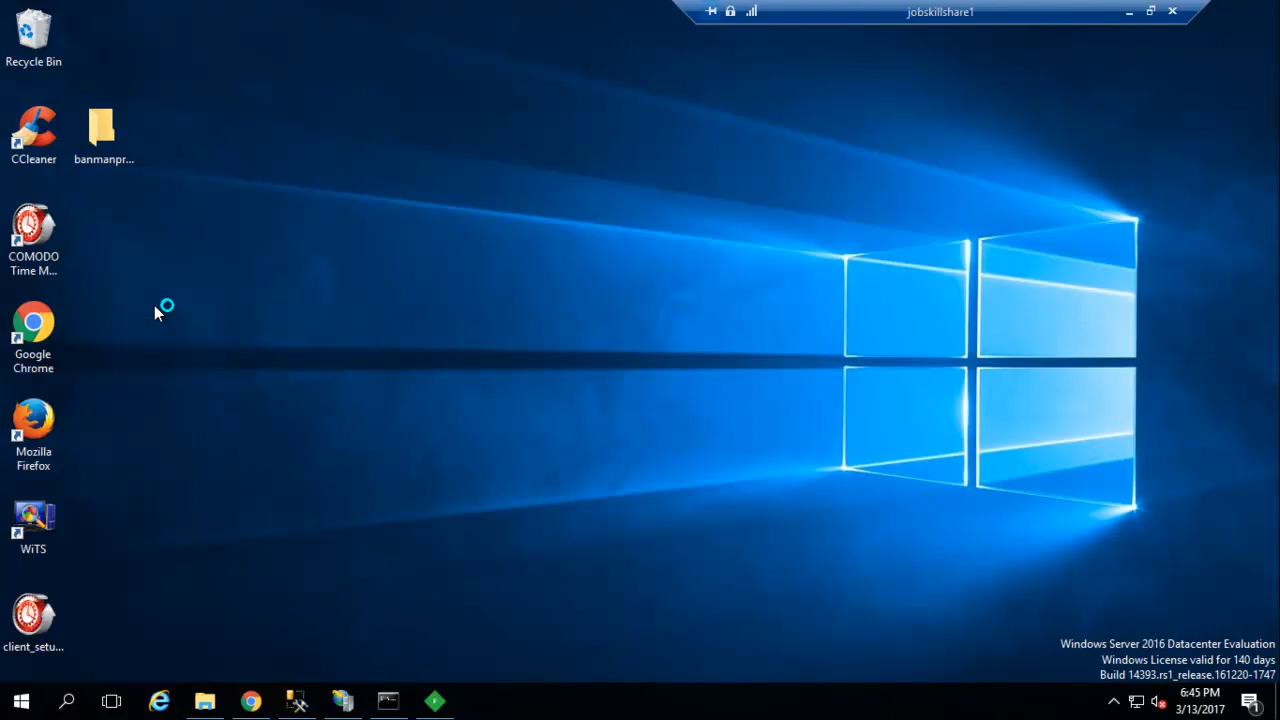 jobskillshare1
Recycle Bin
CCleaner
banmanpr...
COMODO
Time M...
Google
Chrome
Mozilla
Firefox
WiTS
client_setu...
Windows Server 2016 Datacenter Evaluation
Windows License valid for 140 days
Build 14393.rs1_release.161220-1747
6:45 PM
3/13/2017
1